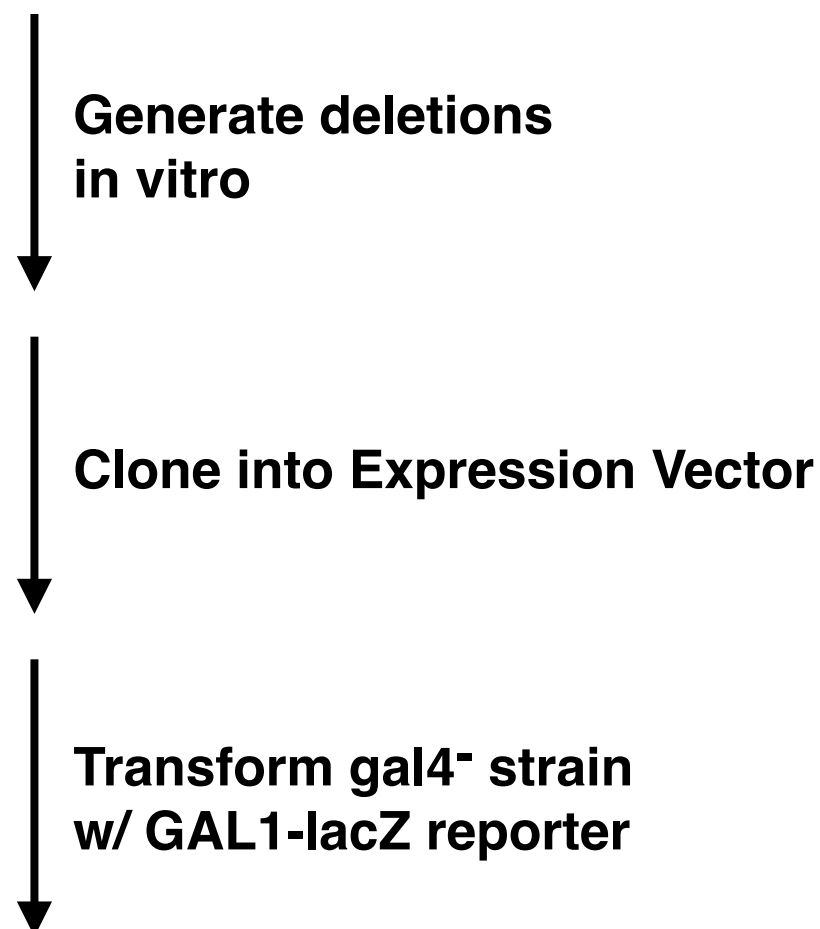 Generate deletions
in vitro
Clone into Expression Vector
Transform gal4⁻ strain
w/ GAL1-lacZ reporter